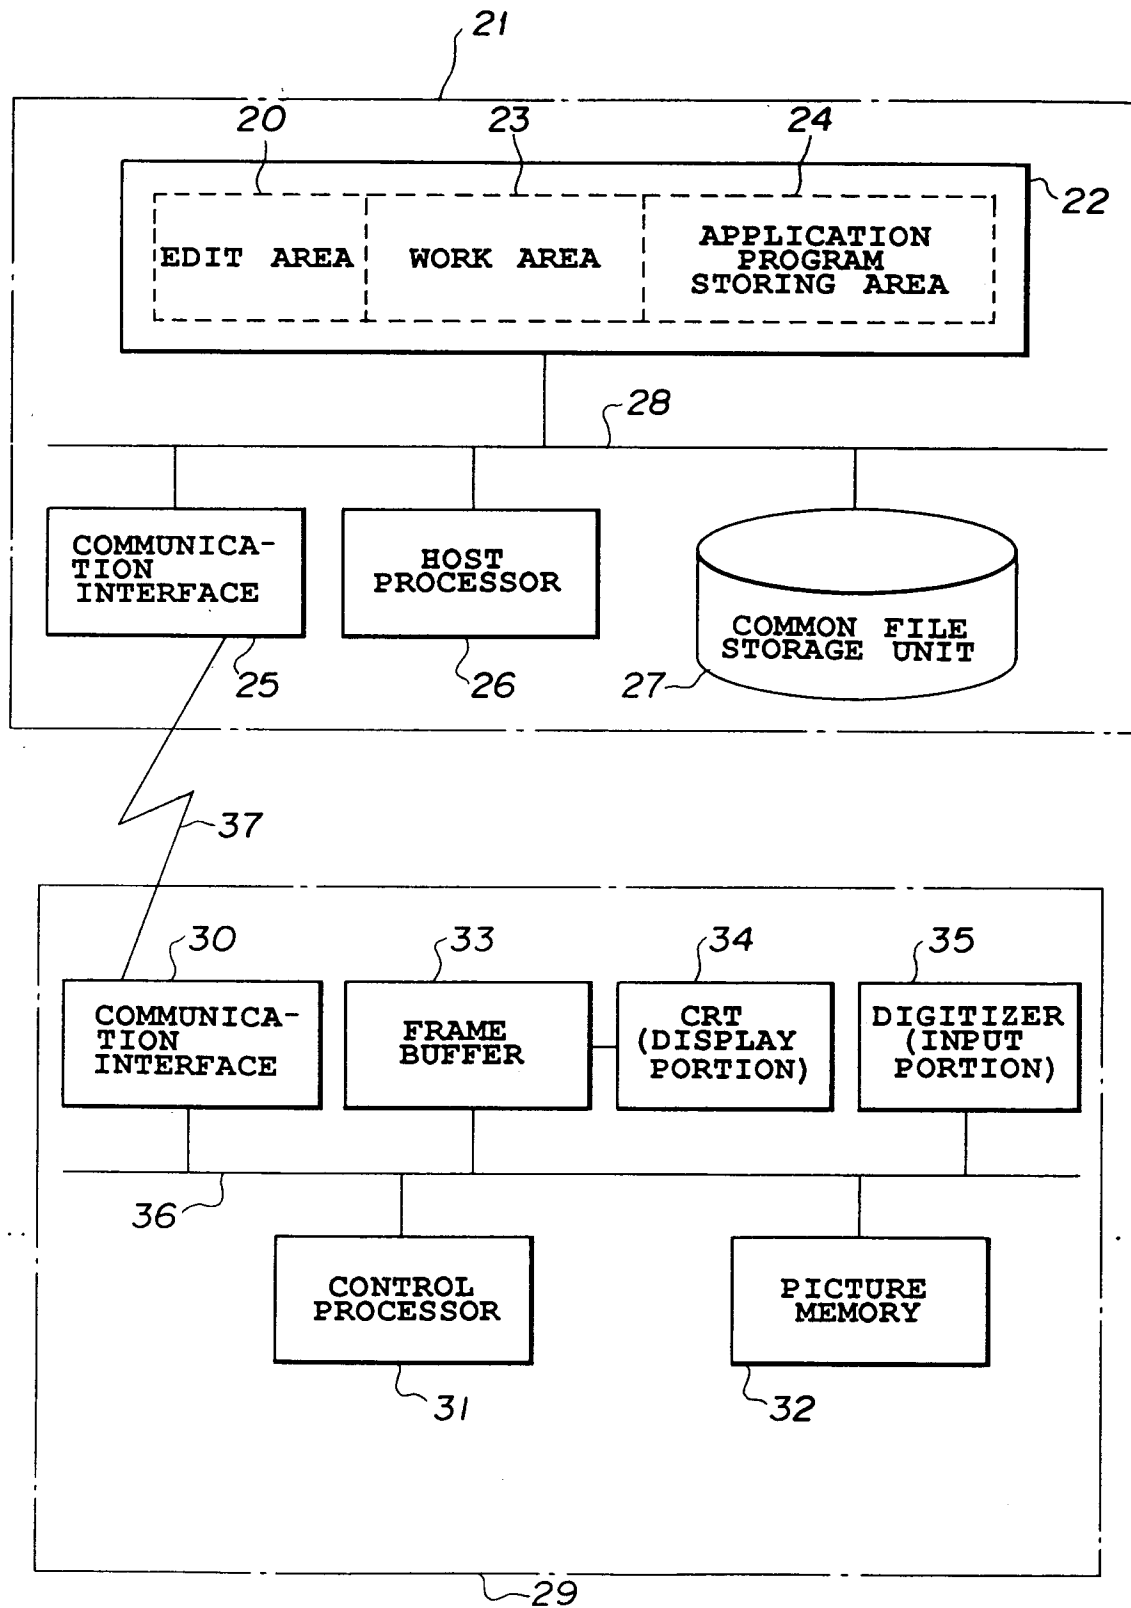 21
20
23
24
22
EDIT AREA
WORK AREA
APPLICATION
PROGRAM
STORING AREA
28
COMMUNICA-
TION
INTERFACE
HOST
PROCESSOR
COMMON FILE
STORAGE UNIT
25
26
27
37
30
33
34
35
COMMUNICA-
TION
INTERFACE
FRAME
BUFFER
CRT
(DISPLAY
PORTION)
DIGITIZER
(INPUT
PORTION)
36
CONTROL
PROCESSOR
PICTURE
MEMORY
31
32
29